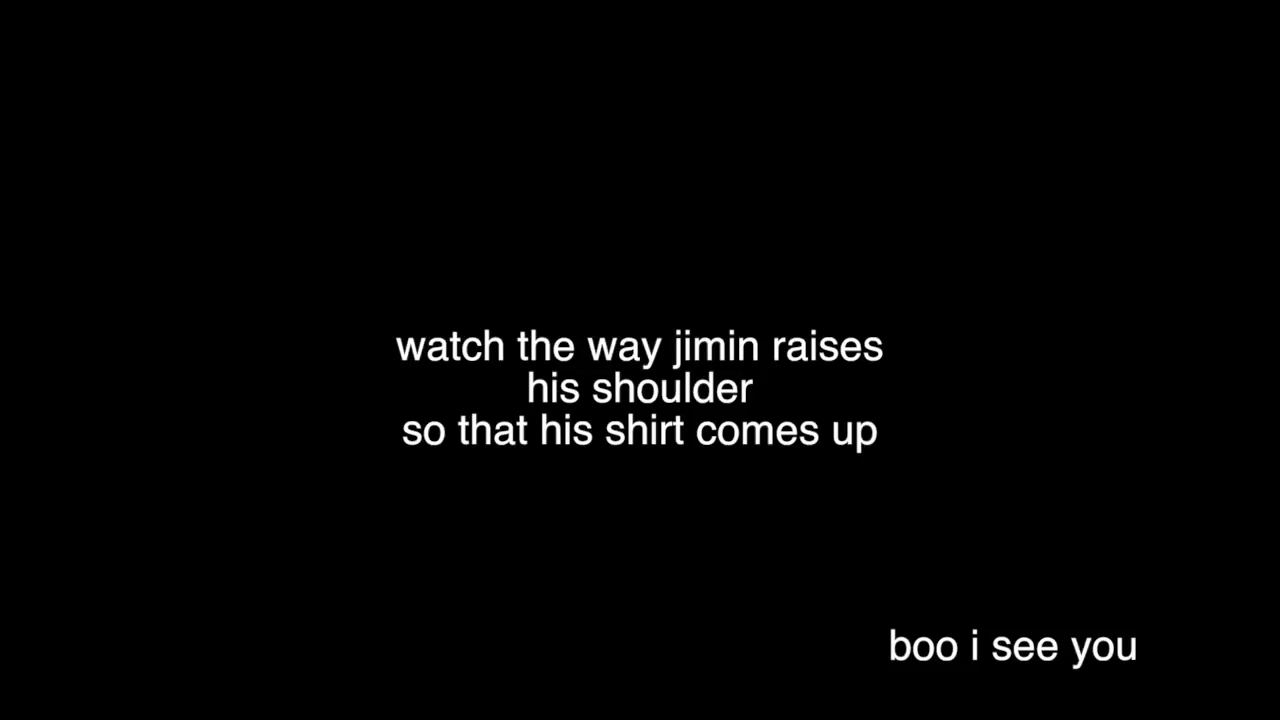 watch the way jimin raises
his shoulder
so that his shirt comes up
boo i see you